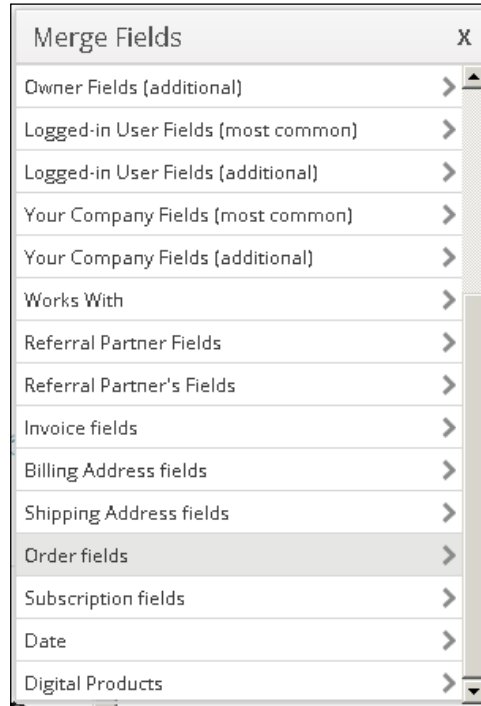 Merge Fields X
Owner Fields (additional)
Logged-in User Fields (most common)
Logged-in User Fields (additional)
Your Company Fields (most common)
Your Company Fields (additional)
Works With
Referral Partner Fields
Referral Partner's Fields
Invoice fields
Billing Address fields
Shipping Address fields
Order fields
Subscription fields
Date
Digital Products